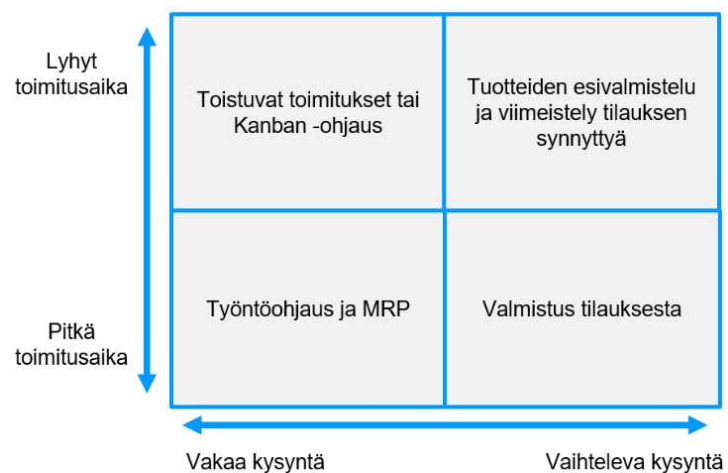 Lyhyt
toimitusaika
Toistuvat toimitukset tai
Kanban -ohjaus
Tuotteiden esivalmistelu
ja viimeistely tilauksen
synnyttyä
Pitkä
toimitusaika
Työntöohjaus ja MRP
Valmistus tilauksesta
Vakaa kysyntä
Vaihteleva kysyntä